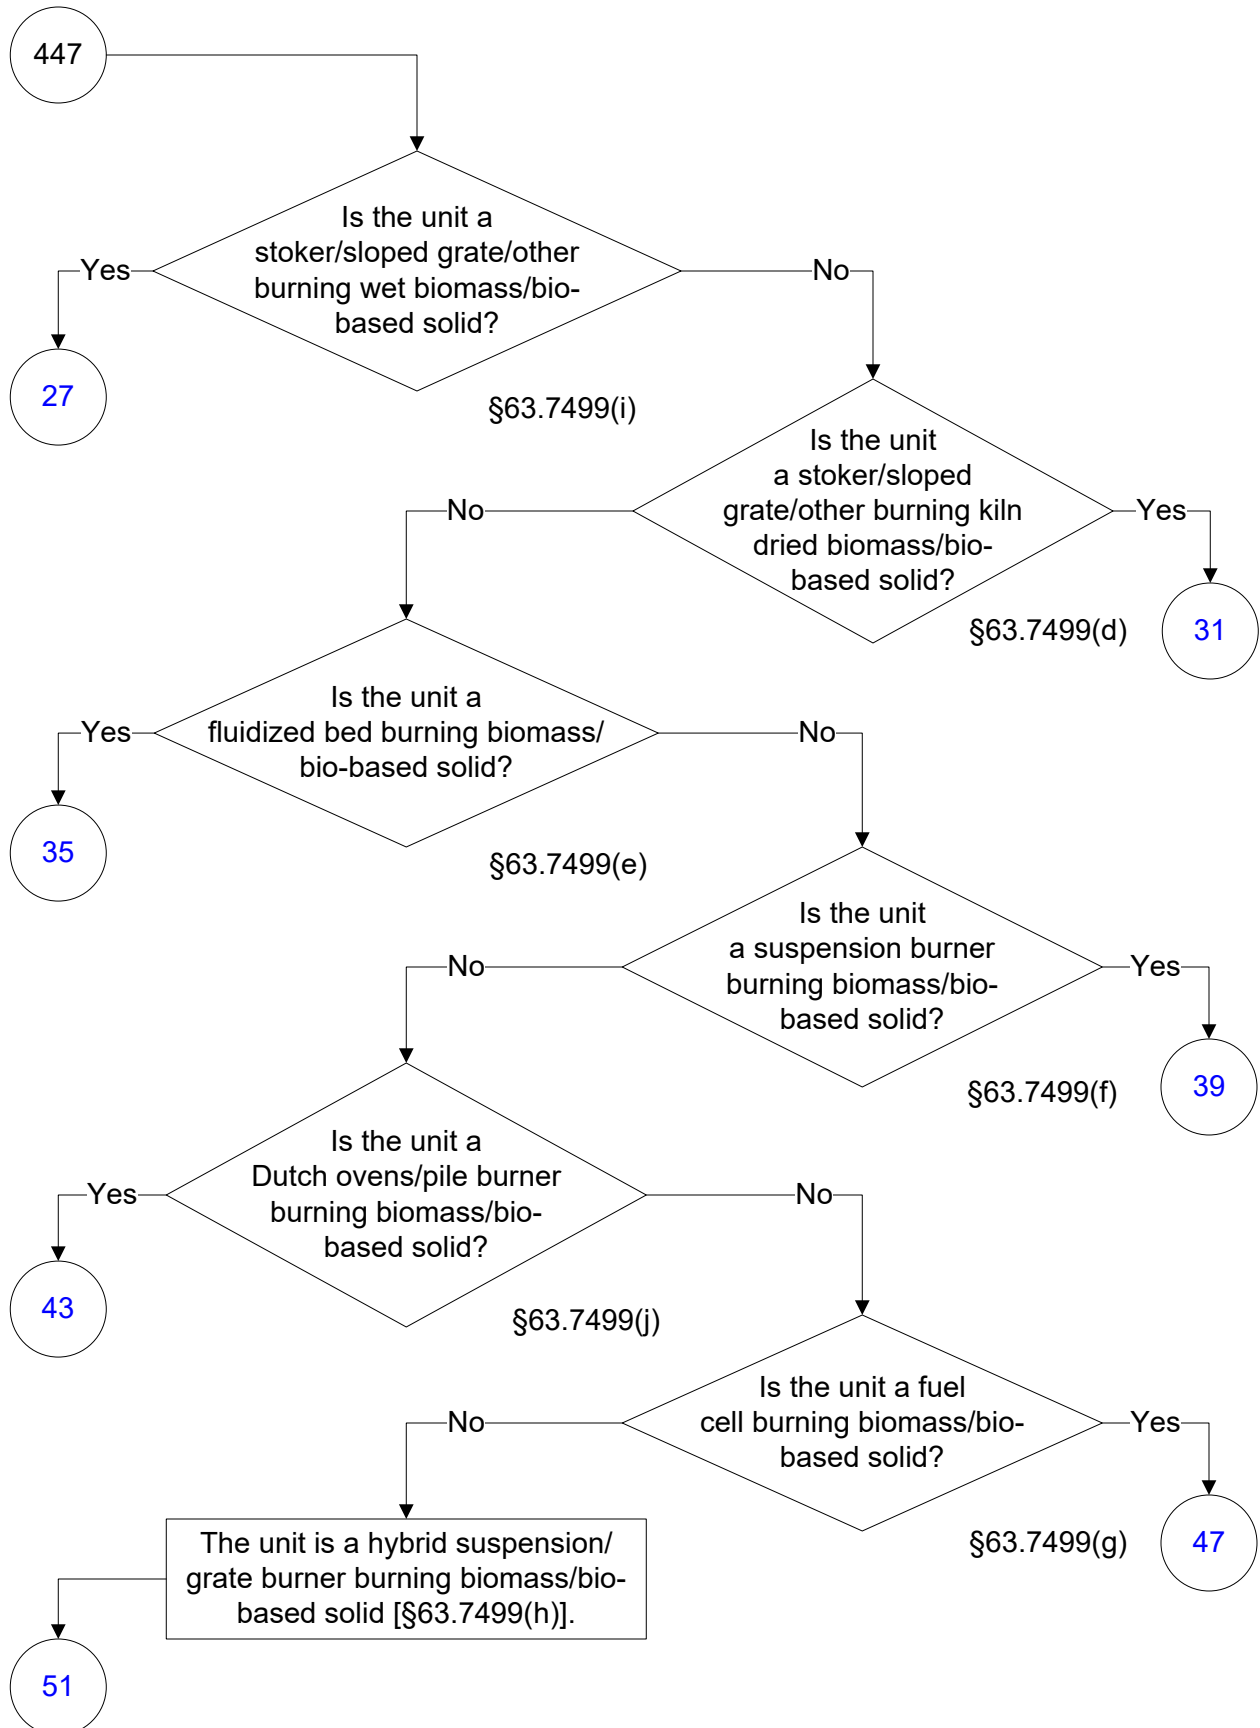 447
Is the unit a
stoker/sloped grate/other
burning wet biomass/bio-
based solid?
Yes
No
27
§63.7499(i)
Is the unit
a stoker/sloped
grate/other burning kiln
dried biomass/bio-
based solid?
No
Yes
§63.7499(d)
31
Is the unit a
fluidized bed burning biomass/
bio-based solid?
Yes
No
35
§63.7499(e)
Is the unit
a suspension burner
burning biomass/bio-
based solid?
No
Yes
§63.7499(f)
39
Is the unit a
Dutch ovens/pile burner
burning biomass/bio-
based solid?
Yes
No
43
§63.7499(j)
Is the unit a fuel
cell burning biomass/bio-
based solid?
No
Yes
§63.7499(g)
47
The unit is a hybrid suspension/
grate burner burning biomass/bio-
based solid [§63.7499(h)].
51